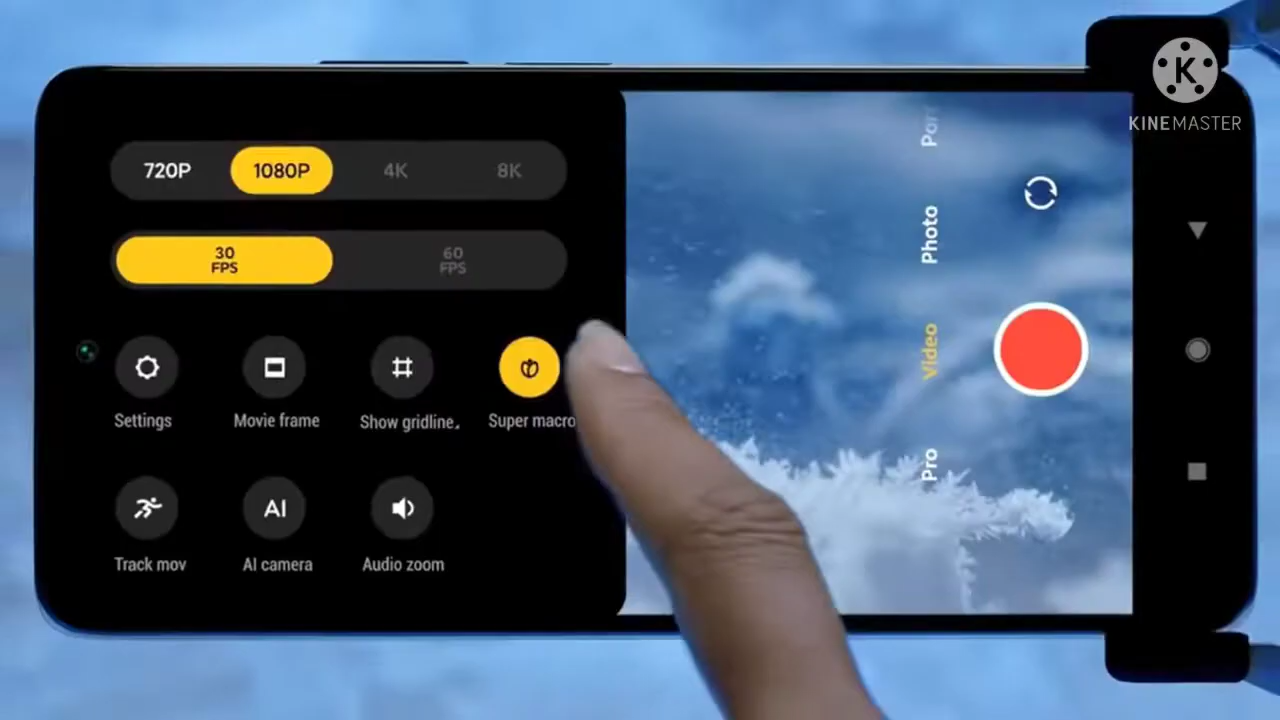 KINEMASTER
720P
1080P
4K
8K
30
FPS
60
FPS
Settings
Movie frame
Show gridline.
Super macro
Track mov
AI
AI camera
Audio zoom
Por
Photo
Video
Pro